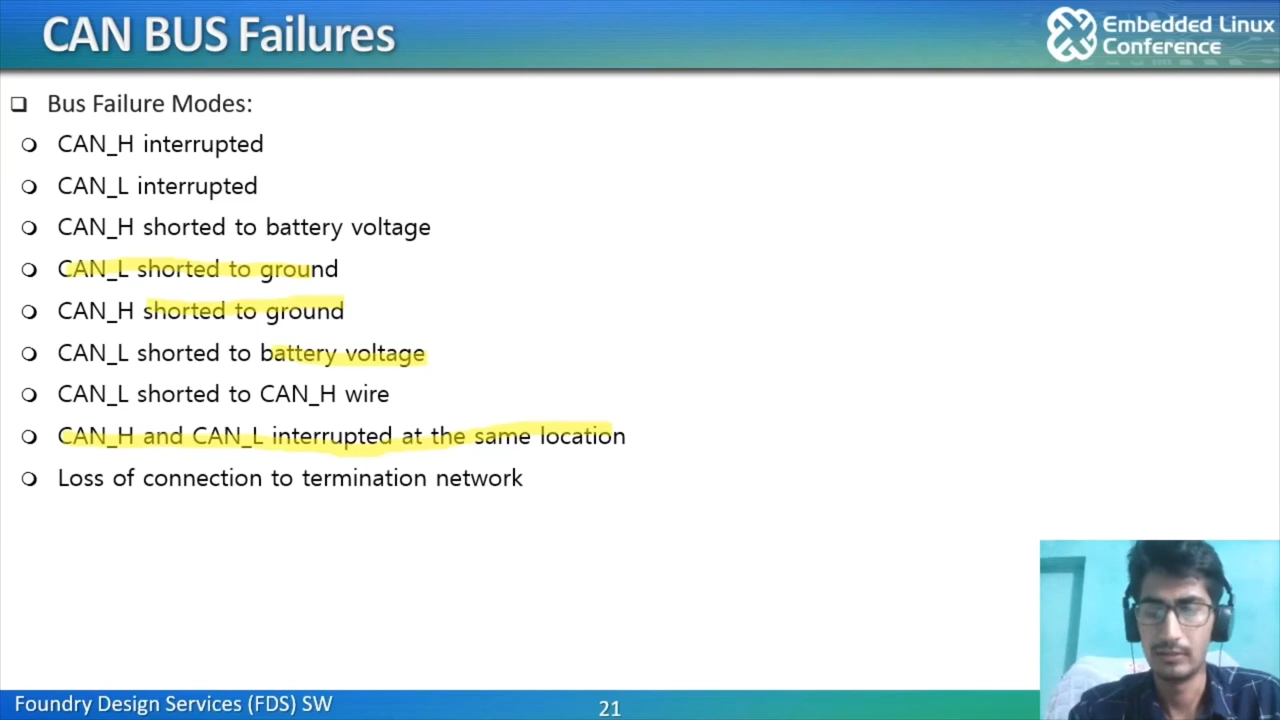 CAN BUS Failures
Embedded Linux
Conference
Bus Failure Modes:
CAN_H interrupted
CAN_L interrupted
CAN_H shorted to battery voltage
CAN_L shorted to ground
CAN_H shorted to ground
CAN_L shorted to battery voltage
CAN_L shorted to CAN_H wire
CAN_H and CAN_L interrupted at the same location
Loss of connection to termination network
Foundry Design Services (FDS) SW
21